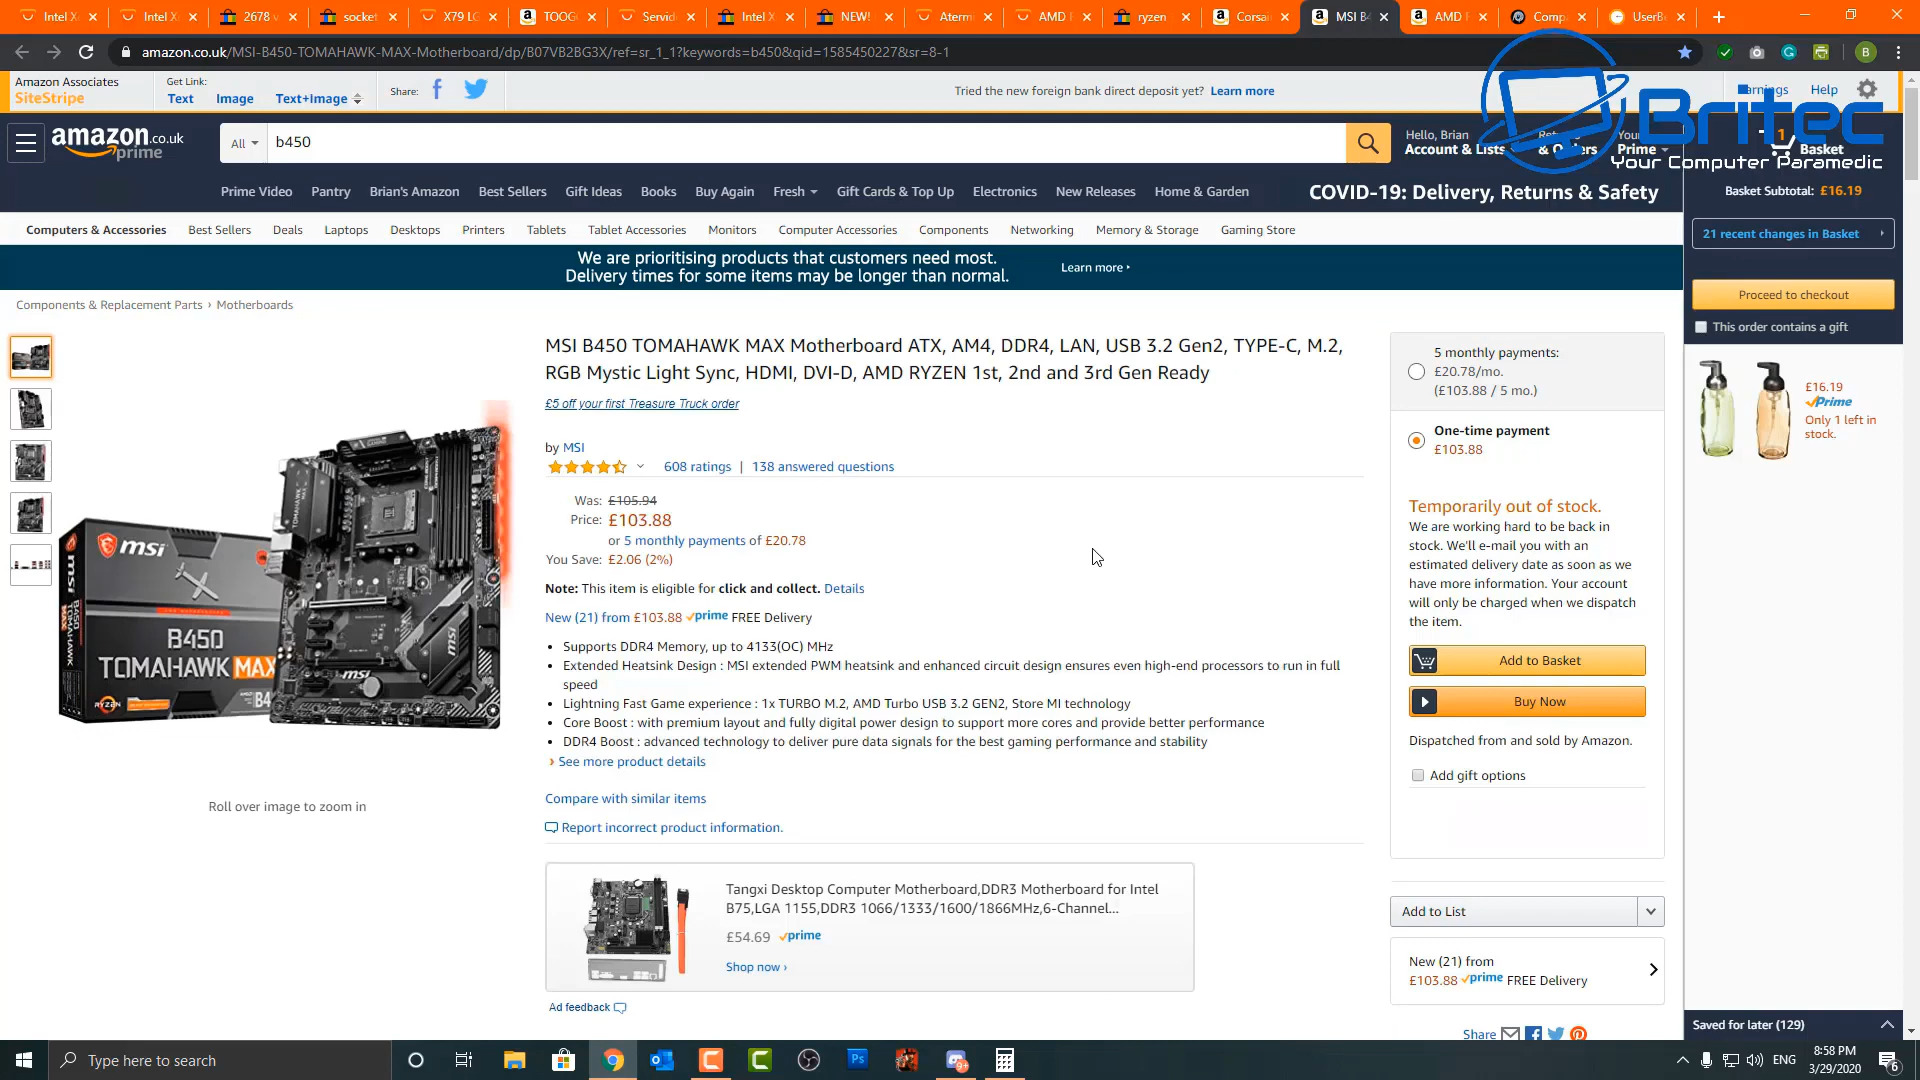 Intel X
Intel X
2678 v
socket
X79 LG
TOOG
Servid
Intel X
NEW!
Aterm
AMD F
ryzen
Corsa
MSI B4
AMD F
Comp
UserB
amazon.co.uk/MSI-B450-TOMAHAWK-MAX-Motherboard/dp/B07VB2BG3X/ref=sr_1_1?keywords=b450&qid=1585450227&sr=8-1
B
Amazon Associates
SiteStripe
Get Link:
Text Image Text+Image
Share:
Tried the new foreign bank direct deposit yet? Learn more
Earnings Help
Britec
Your Computer Paramedic
amazon.co.uk
prime
All
b450
Hello, Brian
Account & Lists
& Orders
Your
Prime
1
Basket
Prime Video Pantry Brian's Amazon Best Sellers Gift Ideas Books Buy Again Fresh Gift Cards & Top Up Electronics New Releases Home & Garden
COVID-19: Delivery, Returns & Safety
Basket Subtotal: £16.19
Computers & Accessories Best Sellers Deals Laptops Desktops Printers Tablets Tablet Accessories Monitors Computer Accessories Components Networking Memory & Storage Gaming Store
21 recent changes in Basket
We are prioritising products that customers need most.
Delivery times for some items may be longer than normal.
Learn more
Proceed to checkout
This order contains a gift
Components & Replacement Parts › Motherboards
MSI B450 TOMAHAWK MAX Motherboard ATX, AM4, DDR4, LAN, USB 3.2 Gen2, TYPE-C, M.2,
RGB Mystic Light Sync, HDMI, DVI-D, AMD RYZEN 1st, 2nd and 3rd Gen Ready
£5 off your first Treasure Truck order
by MSI
608 ratings | 138 answered questions
Was: £105.94
Price: £103.88
or 5 monthly payments of £20.78
You Save: £2.06 (2%)
Note: This item is eligible for click and collect. Details
New (21) from £103.88 prime FREE Delivery
• Supports DDR4 Memory, up to 4133(OC) MHz
• Extended Heatsink Design : MSI extended PWM heatsink and enhanced circuit design ensures even high-end processors to run in full
speed
• Lightning Fast Game experience : 1x TURBO M.2, AMD Turbo USB 3.2 GEN2, Store MI technology
• Core Boost : with premium layout and fully digital power design to support more cores and provide better performance
• DDR4 Boost : advanced technology to deliver pure data signals for the best gaming performance and stability
› See more product details
Compare with similar items
Report incorrect product information.
msi
B450
TOMAHAWK MAX
RYZEN
msi
Roll over image to zoom in
Tangxi Desktop Computer Motherboard,DDR3 Motherboard for Intel
B75,LGA 1155,DDR3 1066/1333/1600/1866MHz,6-Channel...
£54.69 prime
Shop now ›
Ad feedback
5 monthly payments:
£20.78/mo.
(£103.88 / 5 mo.)
One-time payment
£103.88
Temporarily out of stock.
We are working hard to be back in
stock. We'll e-mail you with an
estimated delivery date as soon as we
have more information. Your account
will only be charged when we dispatch
the item.
Add to Basket
Buy Now
Dispatched from and sold by Amazon.
Add gift options
Add to List
New (21) from
£103.88 prime FREE Delivery
Share
£16.19
Prime
Only 1 left in
stock.
Saved for later (129)
Type here to search
Ps
9+
ENG
8:58 PM
3/29/2020
6